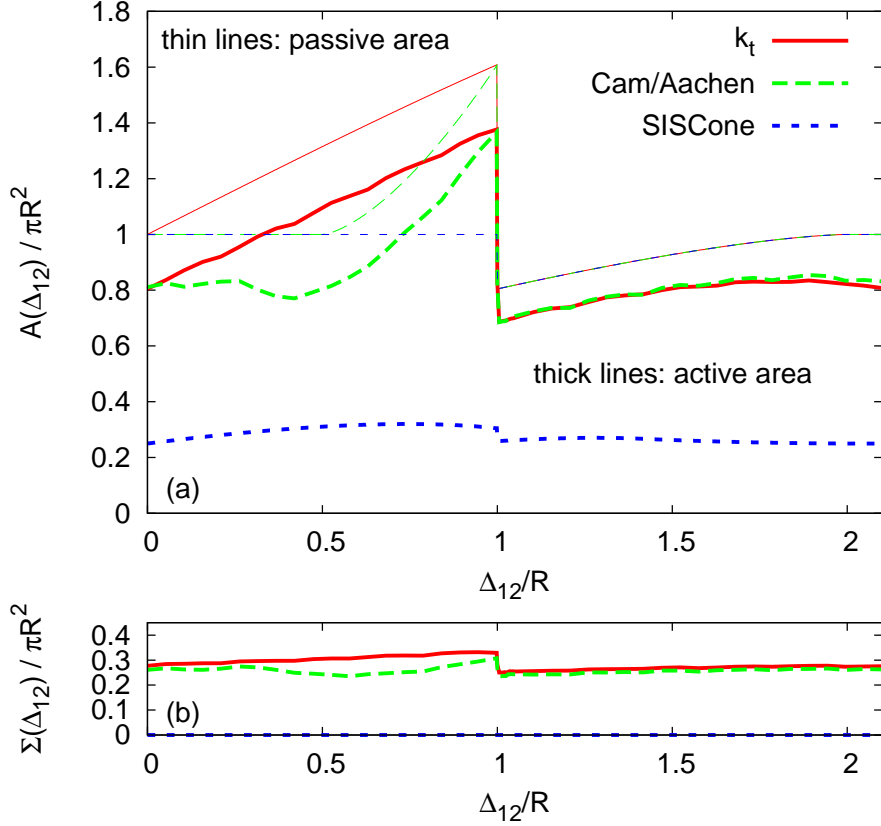 thin lines: passive area
k_t
Cam/Aachen
SISCone
A(Δ_12) / πR^2
1.8
1.6
1.4
1.2
1
0.8
0.6
0.4
0.2
0
thick lines: active area
(a)
0 0.5 1 1.5 2
Δ_12/R
Σ(Δ_12) / πR^2
0.4
0.3
0.2
0.1
0
(b)
0 0.5 1 1.5 2
Δ_12/R